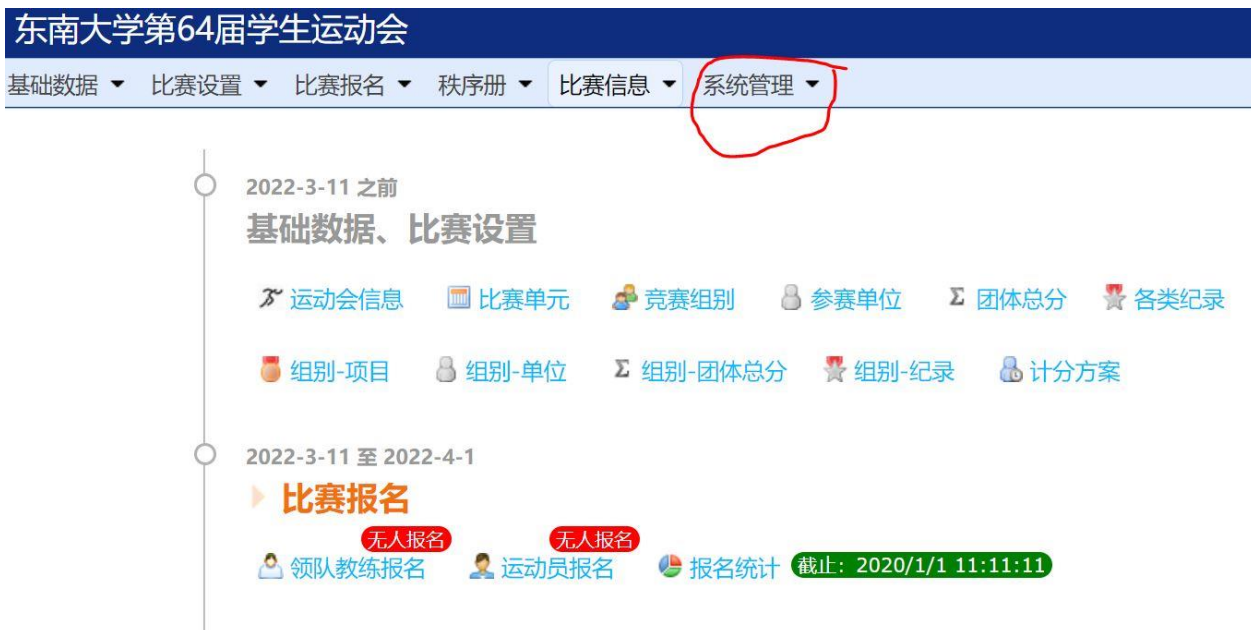 东南大学第64届学生运动会
基础数据 比赛设置 比赛报名 秩序册 比赛信息 系统管理
2022-3-11 之前
基础数据、比赛设置
运动会信息 比赛单元 竞赛组别 参赛单位 Σ 团体总分 各类纪录
组别-项目 组别-单位 Σ 组别-团体总分 组别-纪录 计分方案
2022-3-11 至 2022-4-1
比赛报名
无人报名 无人报名
领队教练报名 运动员报名 报名统计 截止：2020/1/1 11:11:11